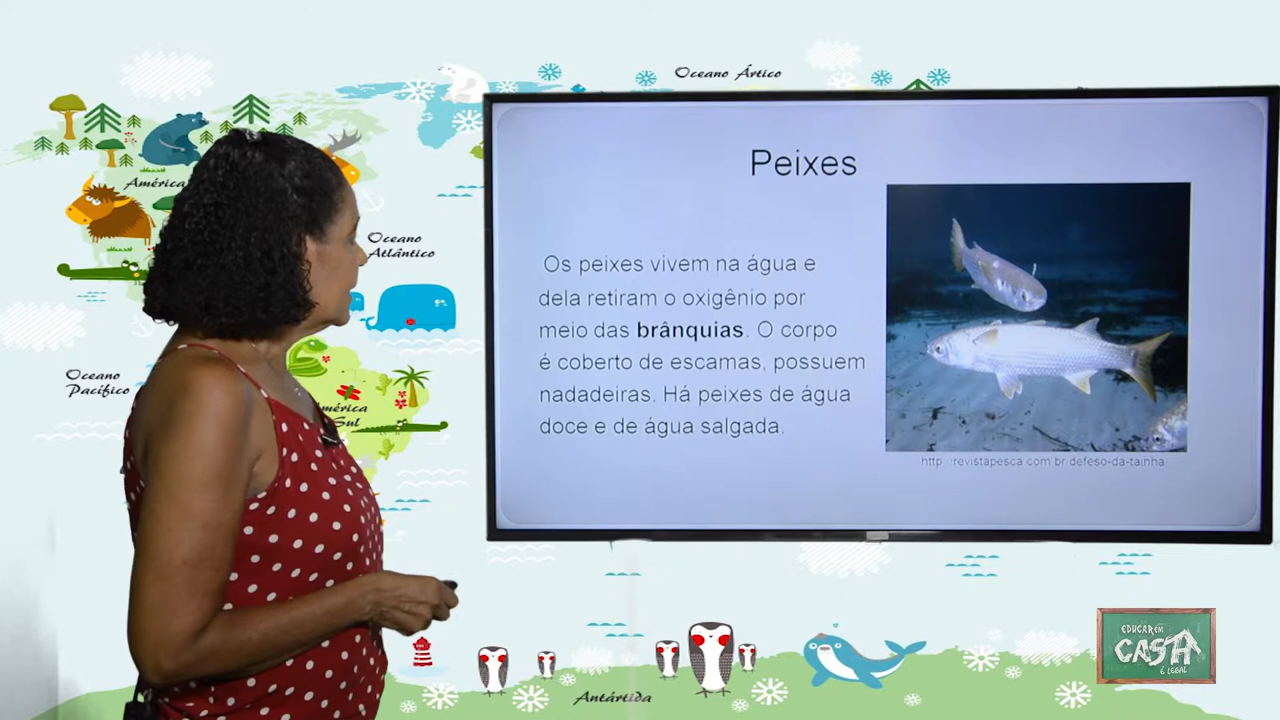 Oceano Ártico
América
Oceano
Atlântico
Oceano
Pacífico
América
Sul
Antártida
Peixes
Os peixes vivem na água e
dela retiram o oxigênio por
meio das brânquias. O corpo
é coberto de escamas, possuem
nadadeiras. Há peixes de água
doce e de água salgada.
http://revistapesca.com.br/defeso-da-tainha/
EDUCAR EM
CASA
É LEGAL